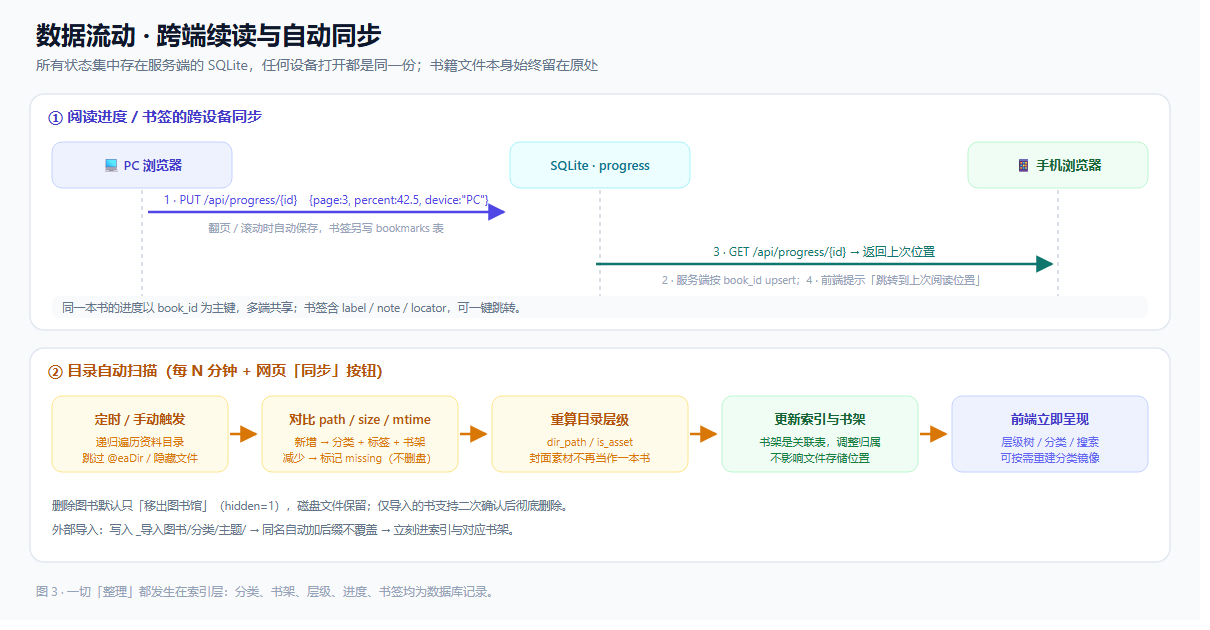 数据流动 · 跨端续读与自动同步
所有状态集中存在服务端的 SQLite，任何设备打开都是同一份；书籍文件本身始终留在原处
① 阅读进度 / 书签的跨设备同步
PC 浏览器
SQLite · progress
手机浏览器
1 · PUT /api/progress/{id} {page:3, percent:42.5, device:"PC"}
翻页 / 滚动时自动保存，书签另写 bookmarks 表
3 · GET /api/progress/{id} → 返回上次位置
2 · 服务端按 book_id upsert；4 · 前端提示「跳转到上次阅读位置」
同一本书的进度以 book_id 为主键，多端共享；书签含 label / note / locator，可一键跳转。
② 目录自动扫描（每 N 分钟 + 网页「同步」按钮）
定时 / 手动触发
递归遍历资料目录
跳过 @eaDir / 隐藏文件
对比 path / size / mtime
新增 → 分类 + 标签 + 书架
减少 → 标记 missing（不删盘）
重算目录层级
dir_path / is_asset
封面素材不再当作一本书
更新索引与书架
书架是关联表，调整归属
不影响文件存储位置
前端立即呈现
层级树 / 分类 / 搜索
可按需重建分类镜像
删除图书默认只「移出图书馆」（hidden=1），磁盘文件保留；仅导入的书支持二次确认后彻底删除。
外部导入：写入 _导入图书/分类/主题/ → 同名自动加后缀不覆盖 → 立刻进索引与对应书架。
图 3 · 一切「整理」都发生在索引层：分类、书架、层级、进度、书签均为数据库记录。